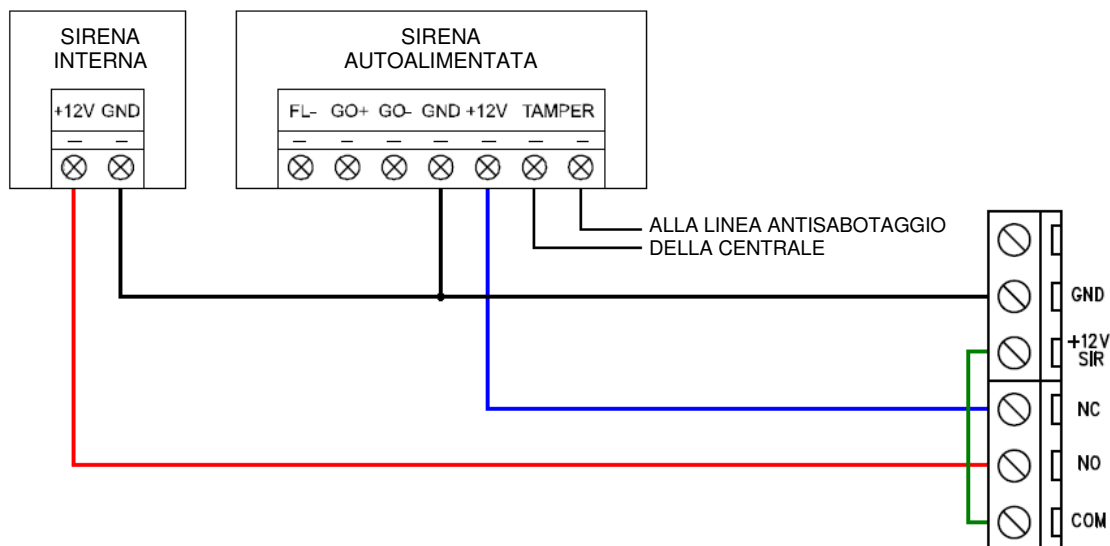 SIRENA
INTERNA
+12V GND
SIRENA
AUTOALIMENTATA
FL- GO+ GO- GND +12V TAMPER
ALLA LINEA ANTISABOTAGGIO
DELLA CENTRALE
GND
+12V
SIR
NC
NO
COM